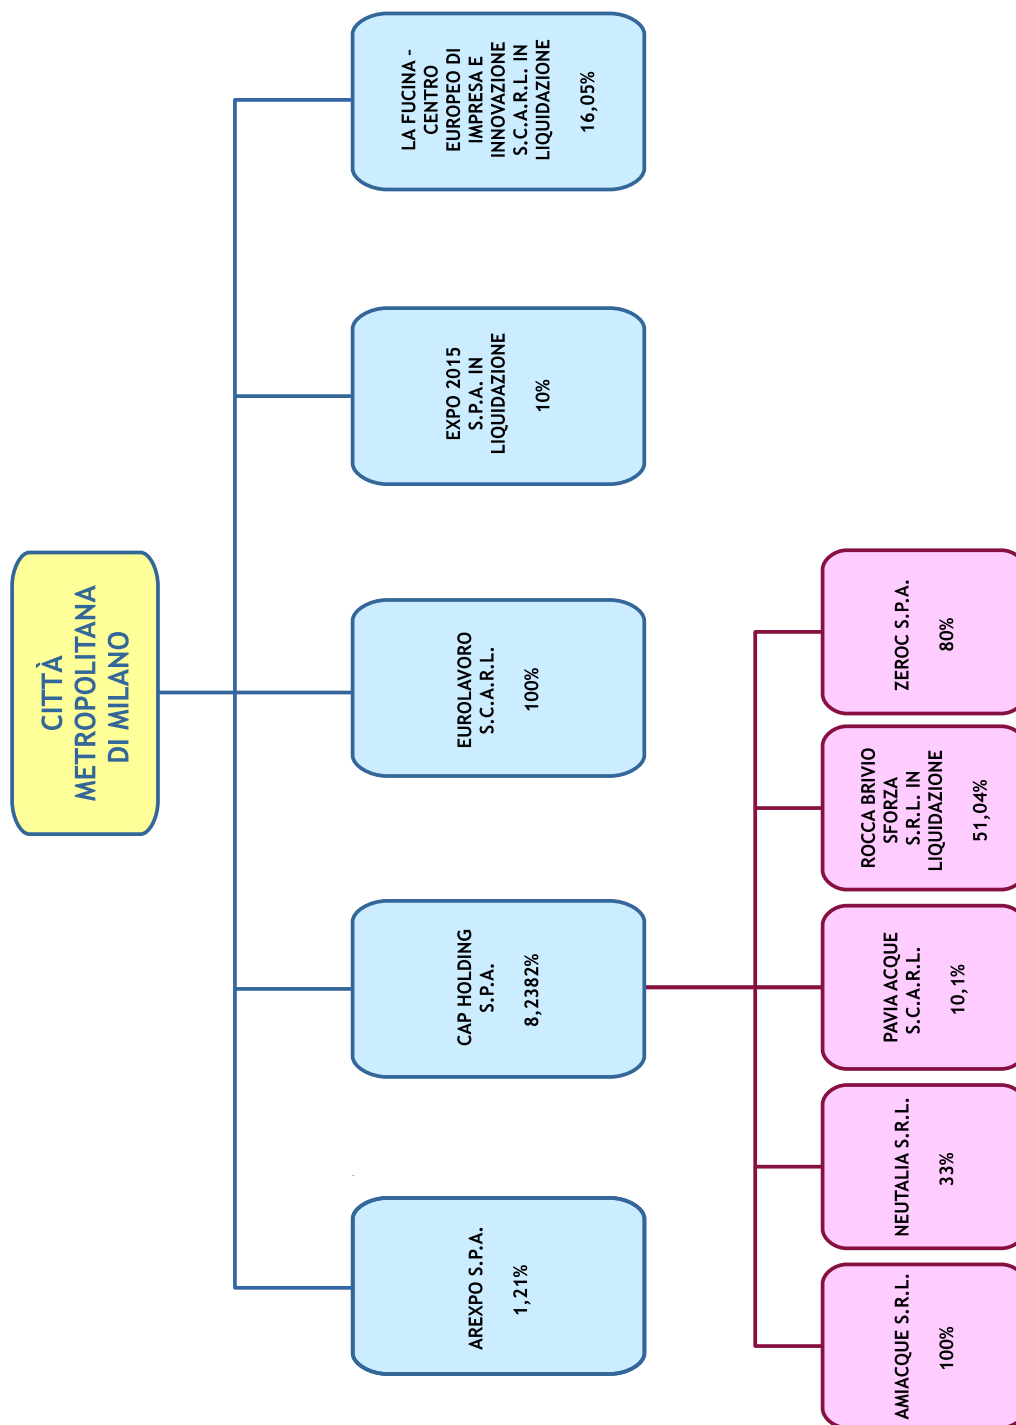 CITTÀ
METROPOLITANA
DI MILANO
AREXPO S.P.A.
1,21%
CAP HOLDING
S.P.A.
8,2382%
EUROLAVORO
S.C.A.R.L.
100%
EXPO 2015
S.P.A. IN
LIQUIDAZIONE
10%
LA FUCINA -
CENTRO
EUROPEO DI
IMPRESA E
INNOVAZIONE
S.C.A.R.L. IN
LIQUIDAZIONE
16,05%
AMIACQUE S.R.L.
100%
NEUTALIA S.R.L.
33%
PAVIA ACQUE
S.C.A.R.L.
10,1%
ROCCA BRIVIO
SFORZA
S.R.L. IN
LIQUIDAZIONE
51,04%
ZEROC S.P.A.
80%